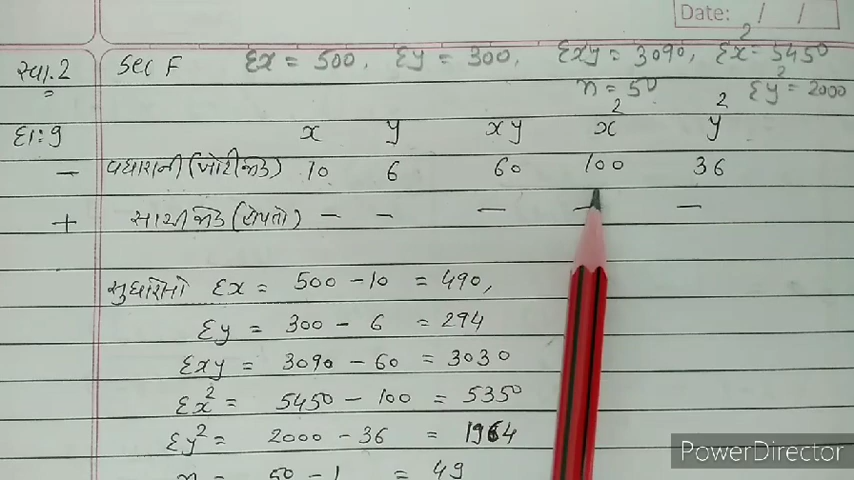 Date: / /
સ્વા.2 Sec F Σx = 500, Σy = 300, Σxy = 3090, Σx² = 5450
n = 50 Σy² = 2000
દા:9 x y xy x² y²
− વધારાની (ખોટી જોડ) 10 6 60 100 36
+ સાચી જોડ ( − − − − −
Σx = 500 − 10 = 490,
Σy = 300 − 6 = 294
Σxy = 3090 − 60 = 3030
Σx² = 5450 − 100 = 5350
Σy² = 2000 − 36 = 1964
n = 50 − 1 = 49
PowerDirector